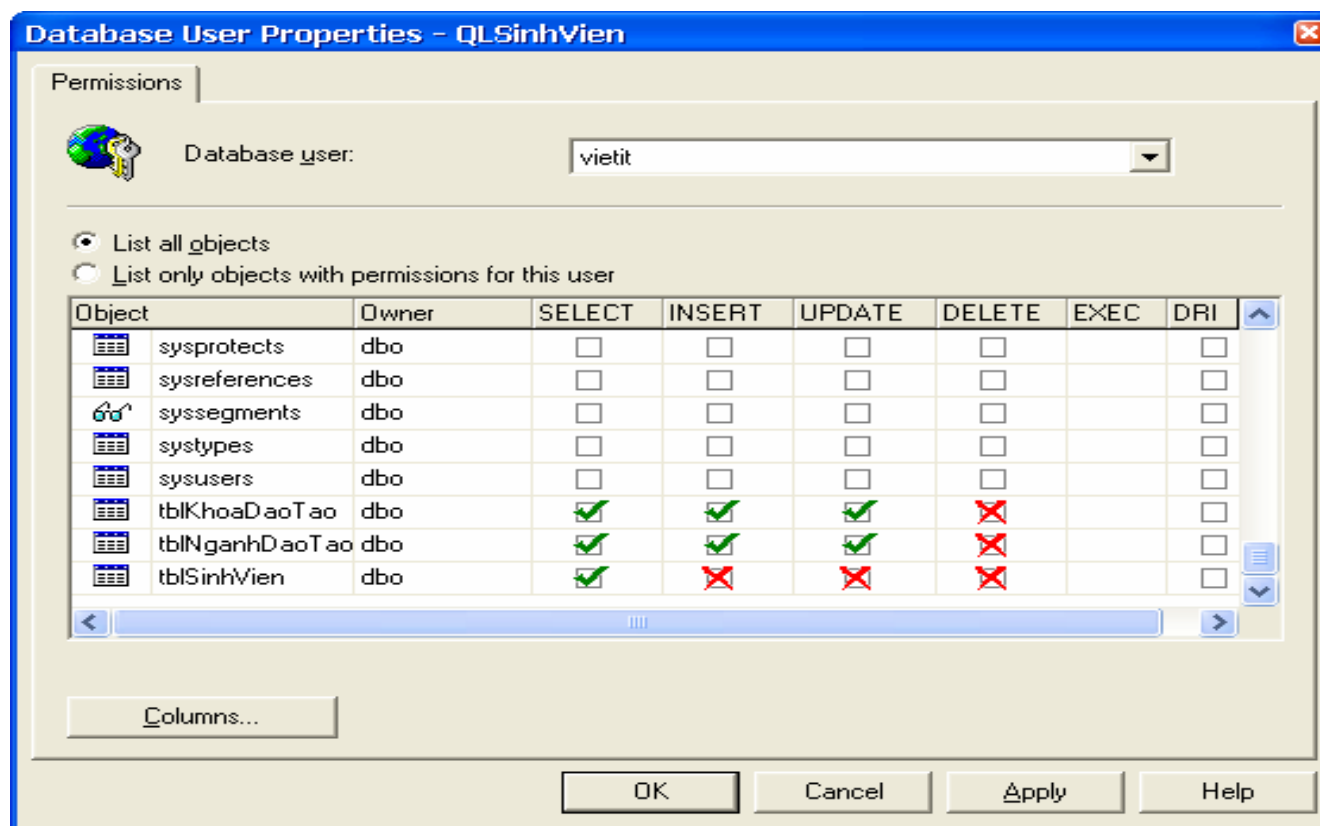 Database User Properties - QLSinhVien
Permissions
Database user:
vietit
List all objects
List only objects with permissions for this user
Object Owner SELECT INSERT UPDATE DELETE EXEC DRI
sysprotects dbo
sysreferences dbo
syssegments dbo
systypes dbo
sysusers dbo
tblKhoaDaoTao dbo
tblNganhDaoTao dbo
tblSinhVien dbo
Columns...
OK Cancel Apply Help